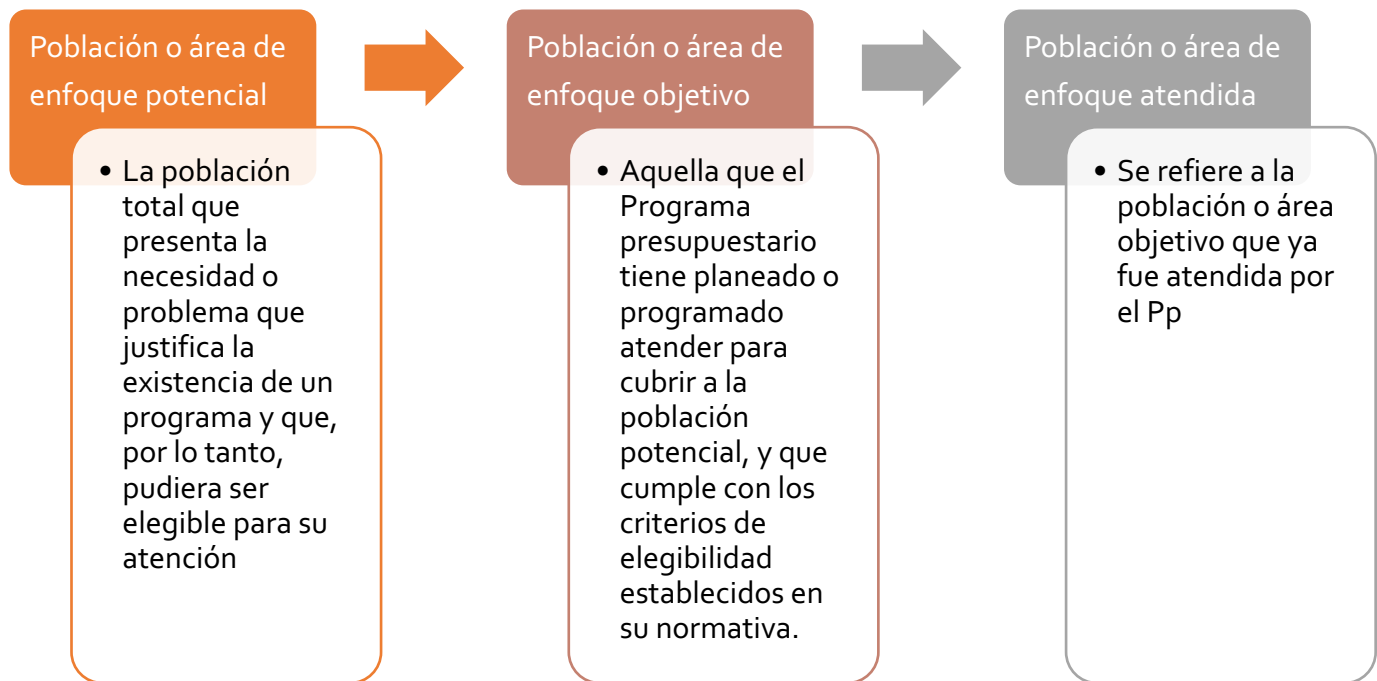 Población o área de
enfoque potencial
• La población
total que
presenta la
necesidad o
problema que
justifica la
existencia de un
programa y que,
por lo tanto,
pudiera ser
elegible para su
atención
Población o área de
enfoque objetivo
• Aquella que el
Programa
presupuestario
tiene planeado o
programado
atender para
cubrir a la
población
potencial, y que
cumple con los
criterios de
elegibilidad
establecidos en
su normativa.
Población o área de
enfoque atendida
• Se refiere a la
población o área
objetivo que ya
fue atendida por
el Pp